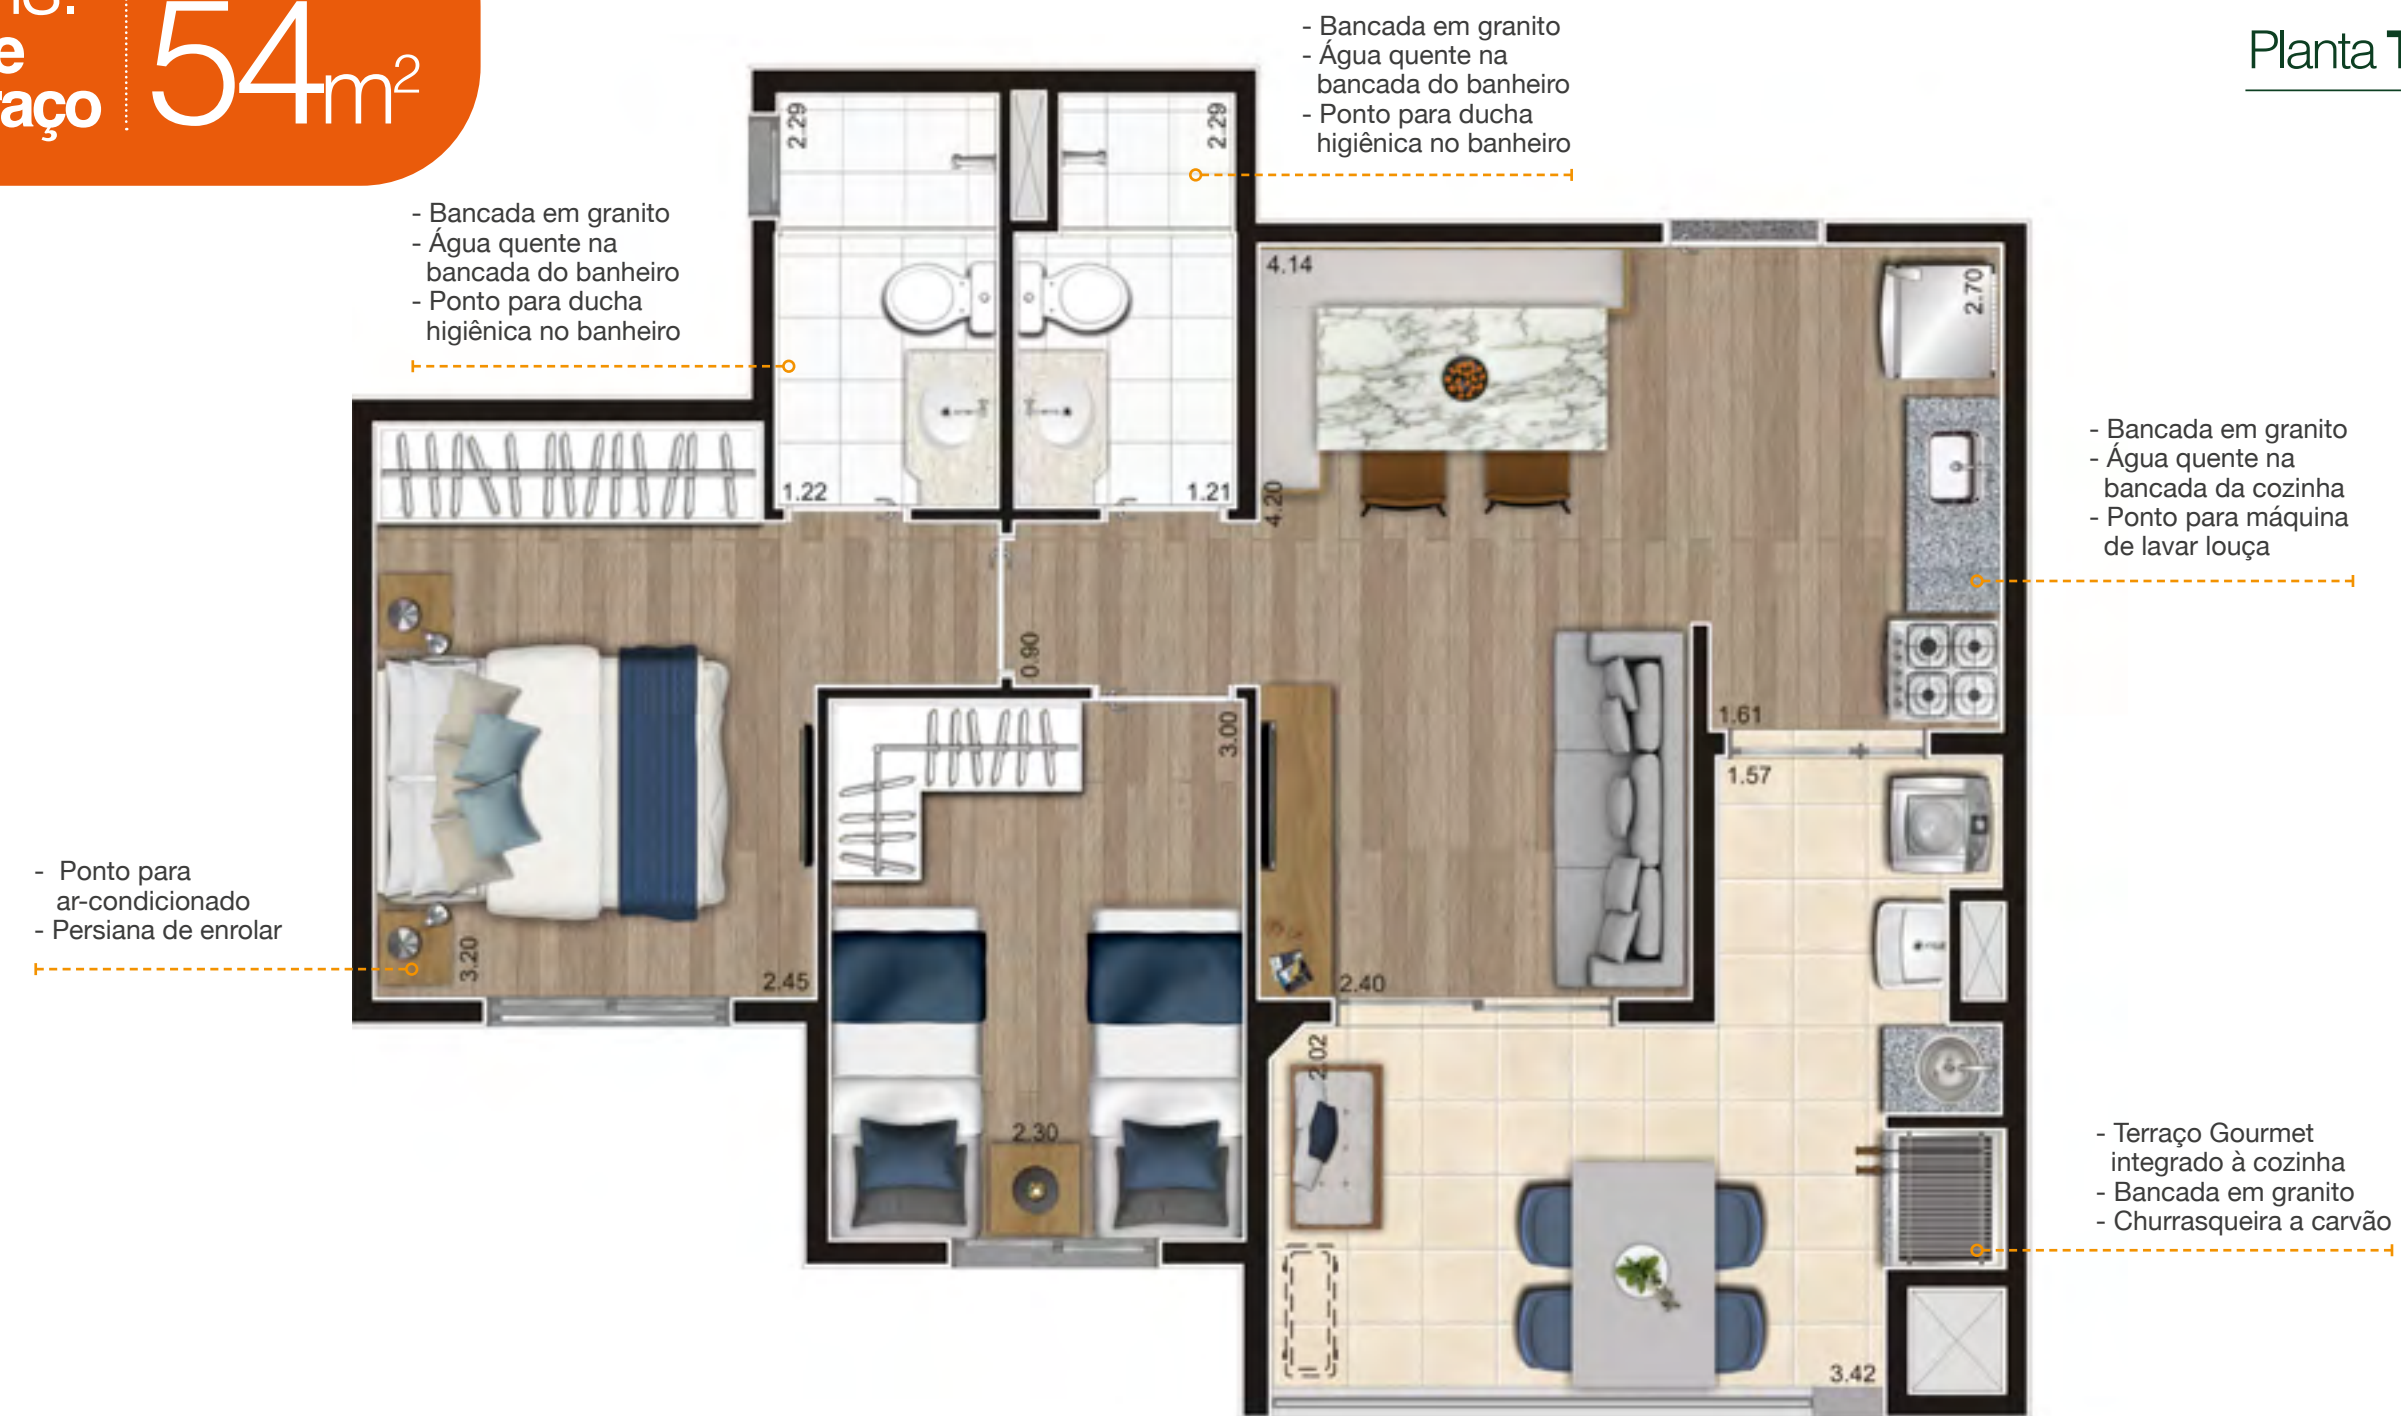 54m²
Planta
- Bancada em granito
- Água quente na
bancada do banheiro
- Ponto para ducha
higiênica no banheiro
- Bancada em granito
- Água quente na
bancada do banheiro
- Ponto para ducha
higiênica no banheiro
2.29
2.29
4.14
2.70
1.22
1.21
4.20
- Bancada em granito
- Água quente na
bancada da cozinha
- Ponto para máquina
de lavar louça
0.90
3.00
1.61
1.57
- Ponto para
ar-condicionado
- Persiana de enrolar
3.20
2.45
2.40
2.02
2.30
- Terraço Gourmet
integrado à cozinha
- Bancada em granito
- Churrasqueira a carvão
3.42